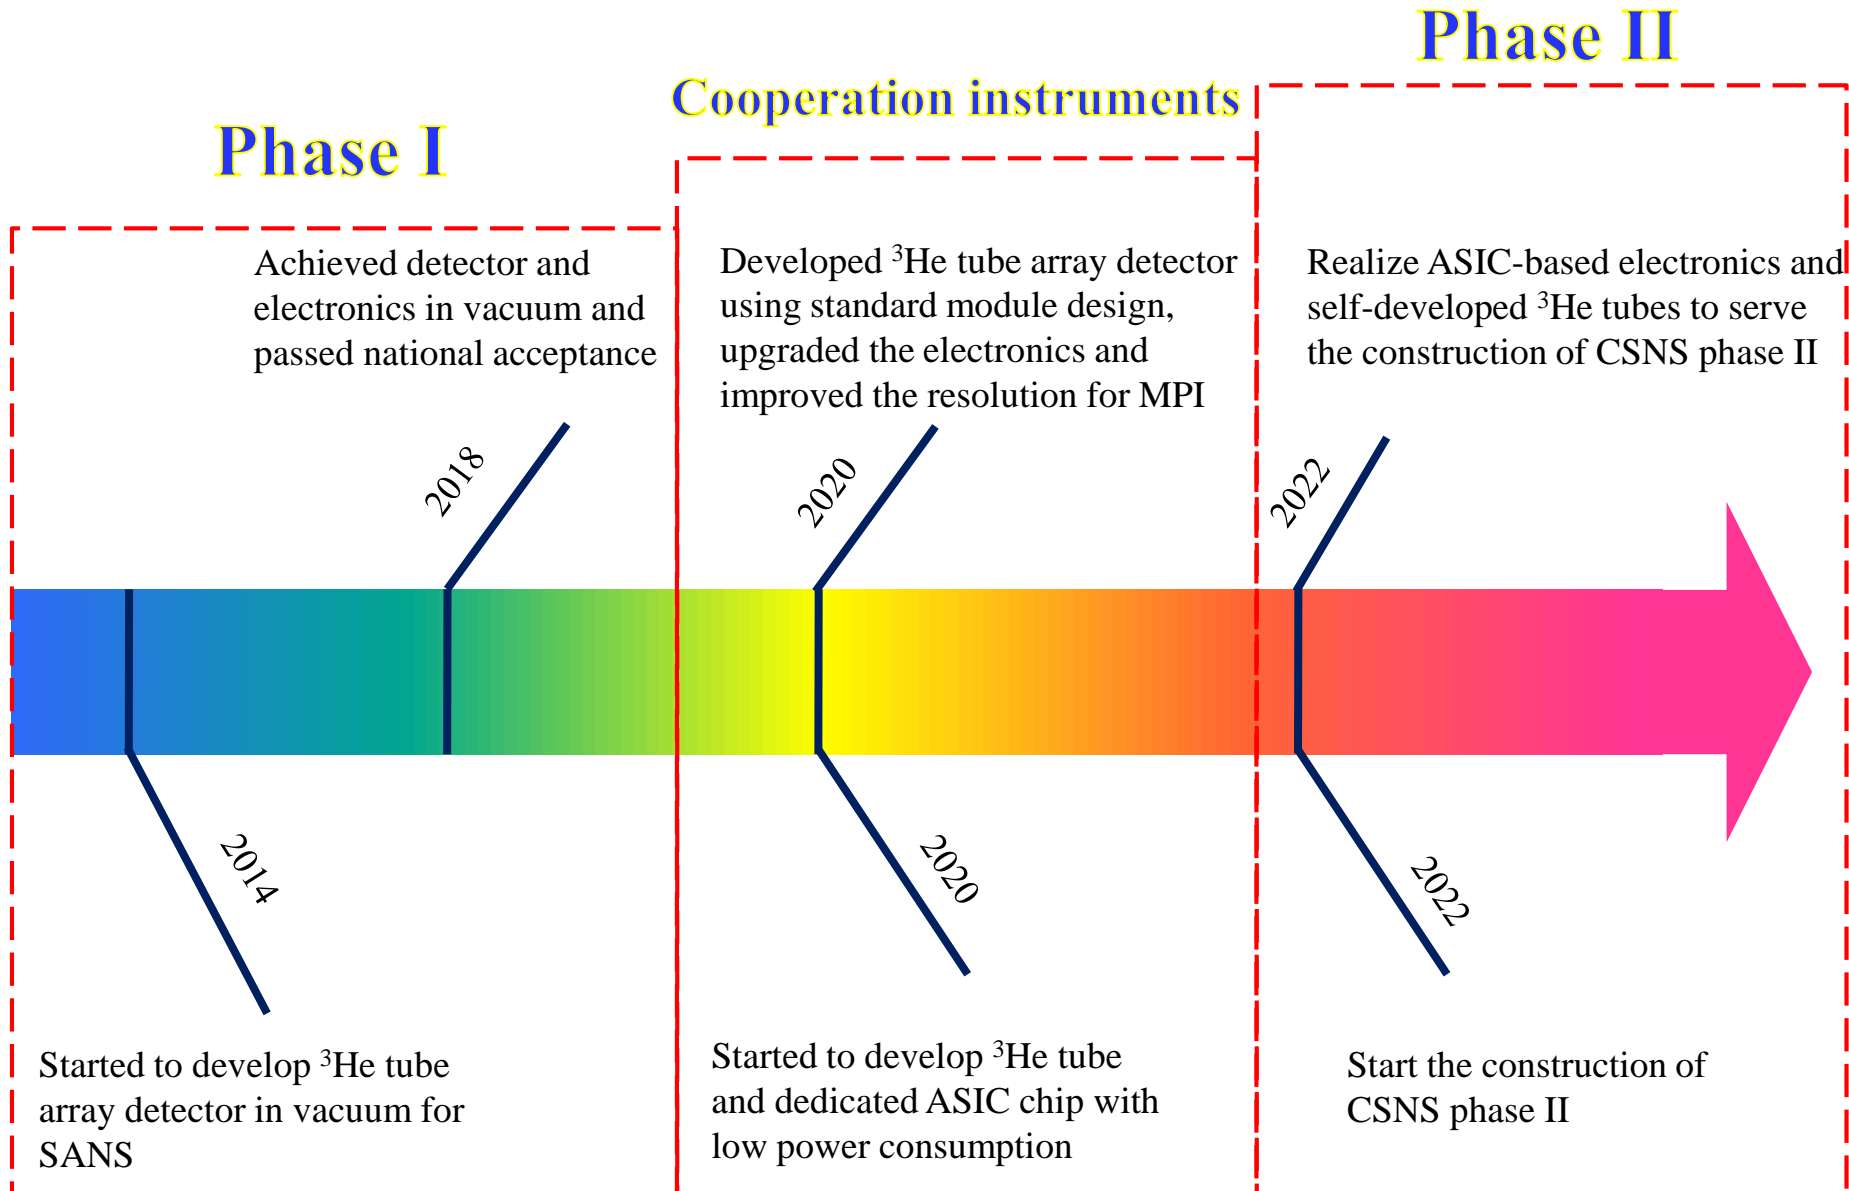 Phase I
Achieved detector and
electronics in vacuum and
passed national acceptance
2018
2014
Started to develop ³He tube
array detector in vacuum for
SANS
Cooperation instruments
Developed ³He tube array detector
using standard module design,
upgraded the electronics and
improved the resolution for MPI
2020
2020
Started to develop ³He tube
and dedicated ASIC chip with
low power consumption
Phase II
Realize ASIC-based electronics and
self-developed ³He tubes to serve
the construction of CSNS phase II
2022
2022
Start the construction of
CSNS phase II